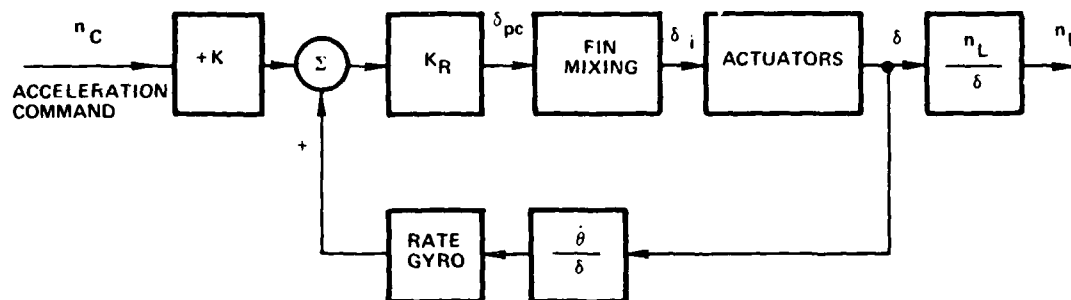 n_C
ACCELERATION
COMMAND
+K
Σ
+
K_R
δ_pc
FIN
MIXING
δ_i
ACTUATORS
δ
n_L
δ
RATE
GYRO
θ̇
δ